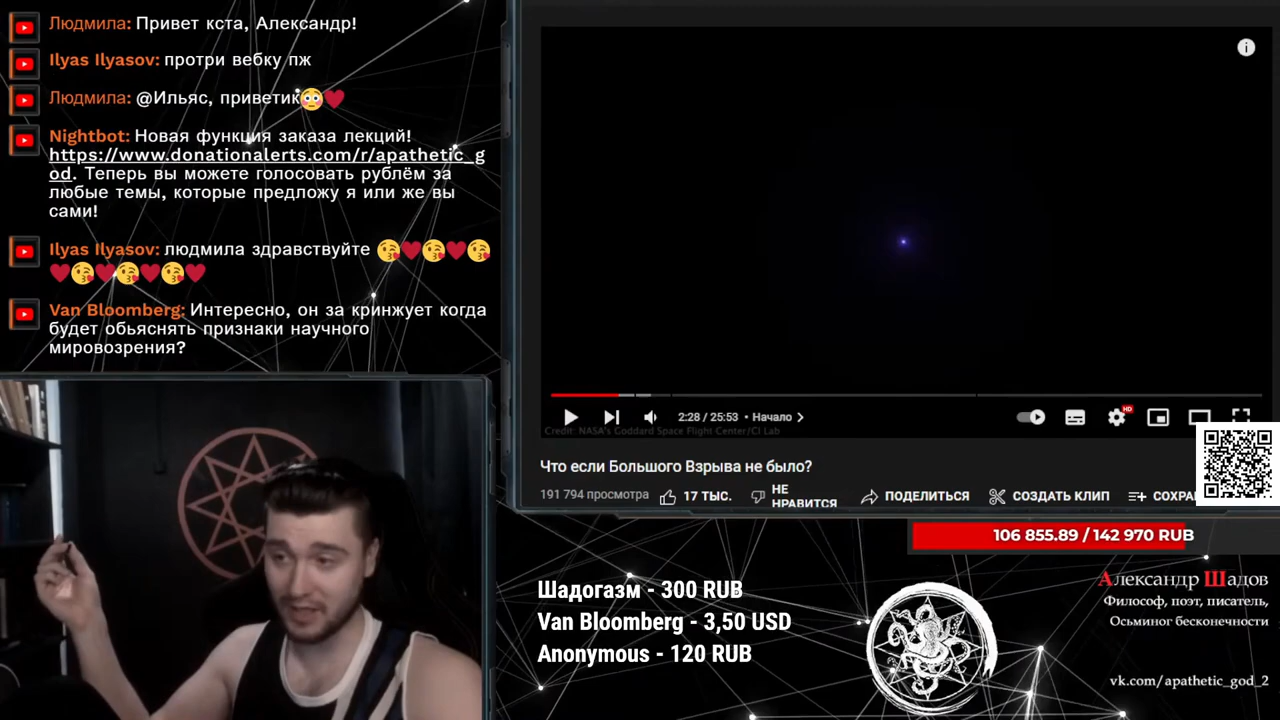 Людмила: Привет кста, Александр!
Ilyas Ilyasov: протри вебку пж
Людмила: @Ильяс, приветик😳❤
Nightbot: Новая функция заказа лекций!
https://www.donationalerts.com/r/apathetic_g
od. Теперь вы можете голосовать рублём за
любые темы, которые предложу я или же вы
сами!
Ilyas Ilyasov: людмила здравствуйте 😘❤😘❤😘
❤😘❤😘❤😘❤
Van Bloomberg: Интересно, он за кринжует когда
будет обьяснять признаки научного
мировозрения?
2:28 / 25:53 • Начало
HD
Credit: NASA's Goddard Space Flight Center/CI Lab
Что если Большого Взрыва не было?
191 794 просмотра
17 ТЫС.
НЕ
НРАВИТСЯ
ПОДЕЛИТЬСЯ
СОЗДАТЬ КЛИП
СОХРА
106 855.89 / 142 970 RUB
Шадогазм - 300 RUB
Van Bloomberg - 3,50 USD
Anonymous - 120 RUB
Александр Шадов
Философ, поэт, писатель,
Осьминог бесконечности
vk.com/apathetic_god_2